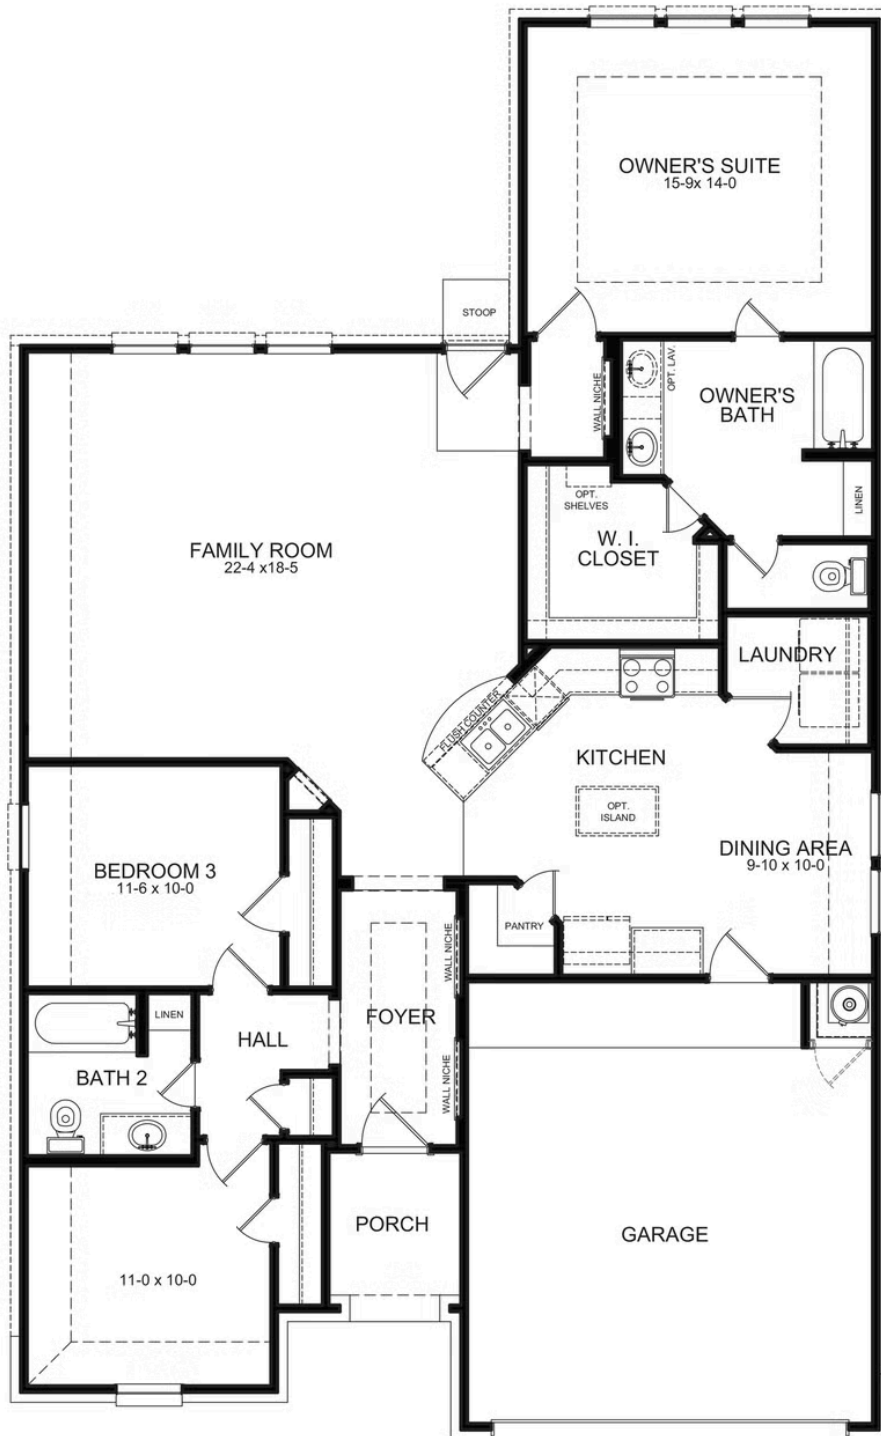 OWNER'S SUITE
15-9x 14-0
STOOP
WALL NICHE
OPT. LAV.
OWNER'S
BATH
LINEN
OPT.
SHELVES
W. I.
CLOSET
FAMILY ROOM
22-4 x18-5
LAUNDRY
FLUSH COUNTER
KITCHEN
OPT.
ISLAND
DINING AREA
9-10 x 10-0
BEDROOM 3
11-6 x 10-0
PANTRY
WALL NICHE
FOYER
LINEN
HALL
BATH 2
WALL NICHE
PORCH
GARAGE
11-0 x 10-0